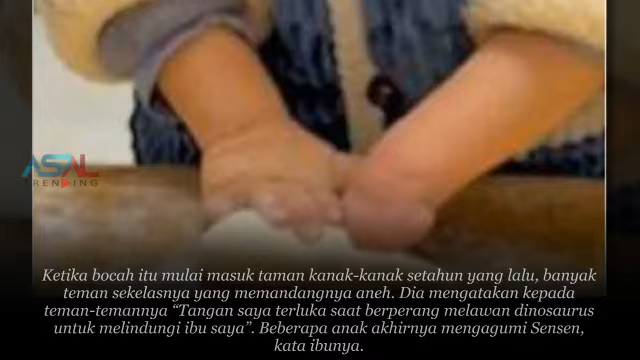 ASAL
TRENDING
Ketika bocah itu mulai masuk taman kanak-kanak setahun yang lalu, banyak
teman sekelasnya yang memandangnya aneh. Dia mengatakan kepada
teman-temannya “Tangan saya terluka saat berperang melawan dinosaurus
untuk melindungi ibu saya”. Beberapa anak akhirnya mengagumi Sensen,
kata ibunya.